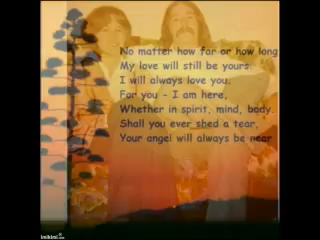 No matter how far or how long
My love will still be yours.
I will always love you.
For you - I am here,
Whether in spirit, mind, body.
Shall you ever shed a tear,
Your angel will always be near
imikimi